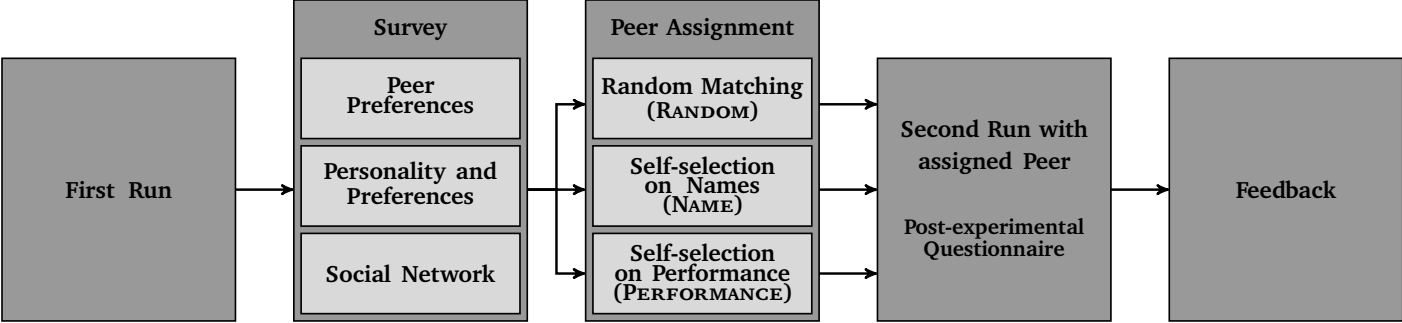 First Run
Survey
Peer
Preferences
Personality and
Preferences
Social Network
Peer Assignment
Random Matching
(RANDOM)
Self-selection
on Names
(NAME)
Self-selection
on Performance
(PERFORMANCE)
Second Run with
assigned Peer
Post-experimental
Questionnaire
Feedback